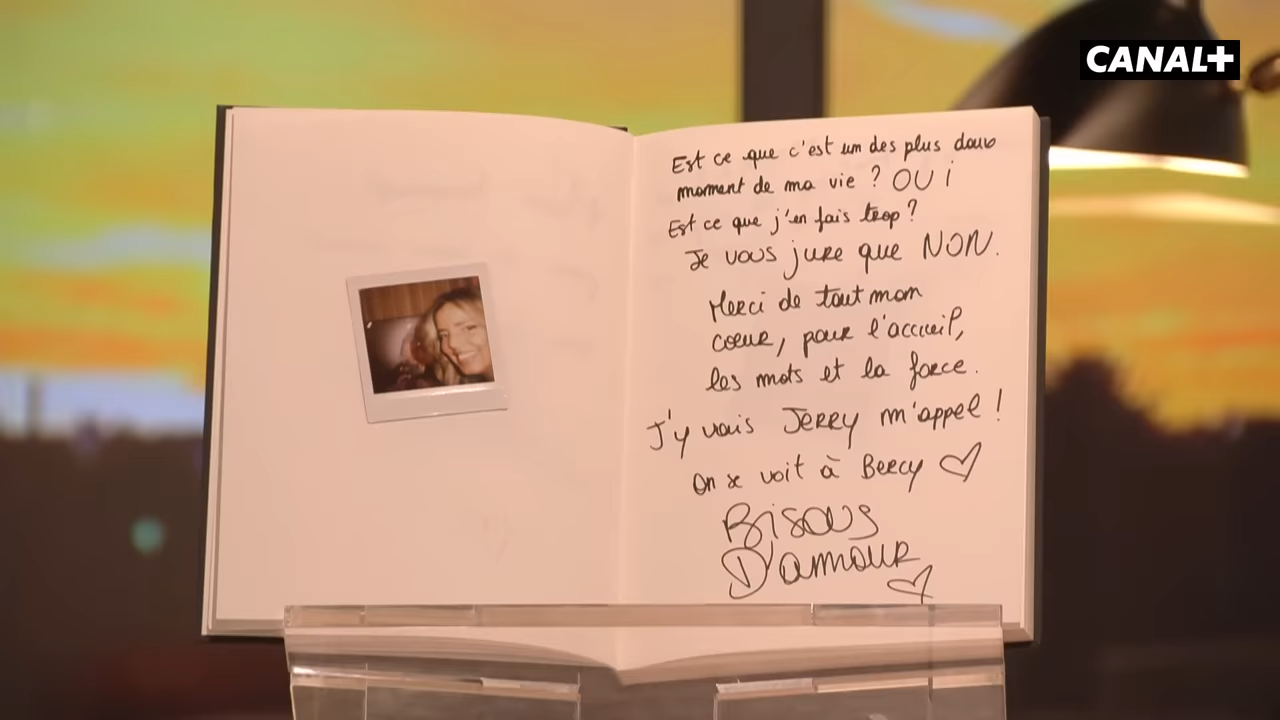 CANAL+
Est ce que c'est un des plus doux
moment de ma vie ? OUi
Est ce que j'en fais trop ?
Je vous jure que NON.
Merci de tout mon
coeur, pour l'accueil,
les mots et la force.
J'y vais Jerry m'appel !
On se voit à Bercy ♡
Bisous
D'amour
♡